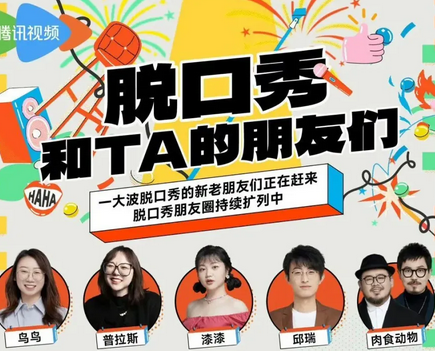 腾讯视频
脱口秀
和TA的朋友们
一大波脱口秀的新老朋友们正在赶来
脱口秀朋友圈持续扩列中
HAHA
鸟鸟
普拉斯
漆漆
邱瑞
肉食动物